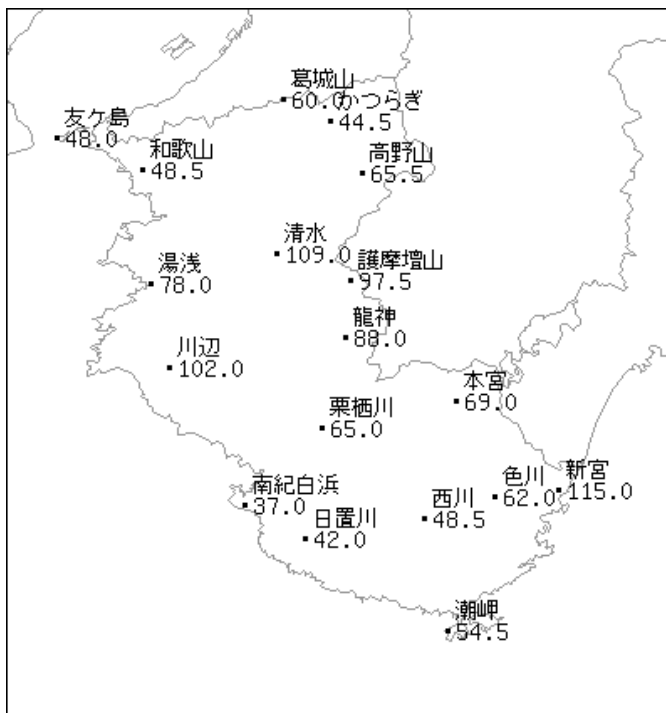 葛城山
60.0
かつらぎ
44.5
友ケ島
48.0
和歌山
48.5
高野山
65.5
清水
109.0
護摩壇山
97.5
湯浅
78.0
龍神
88.0
川辺
102.0
本宮
69.0
栗栖川
65.0
色川
62.0
新宮
115.0
南紀白浜
37.0
西川
48.5
日置川
42.0
潮岬
54.5